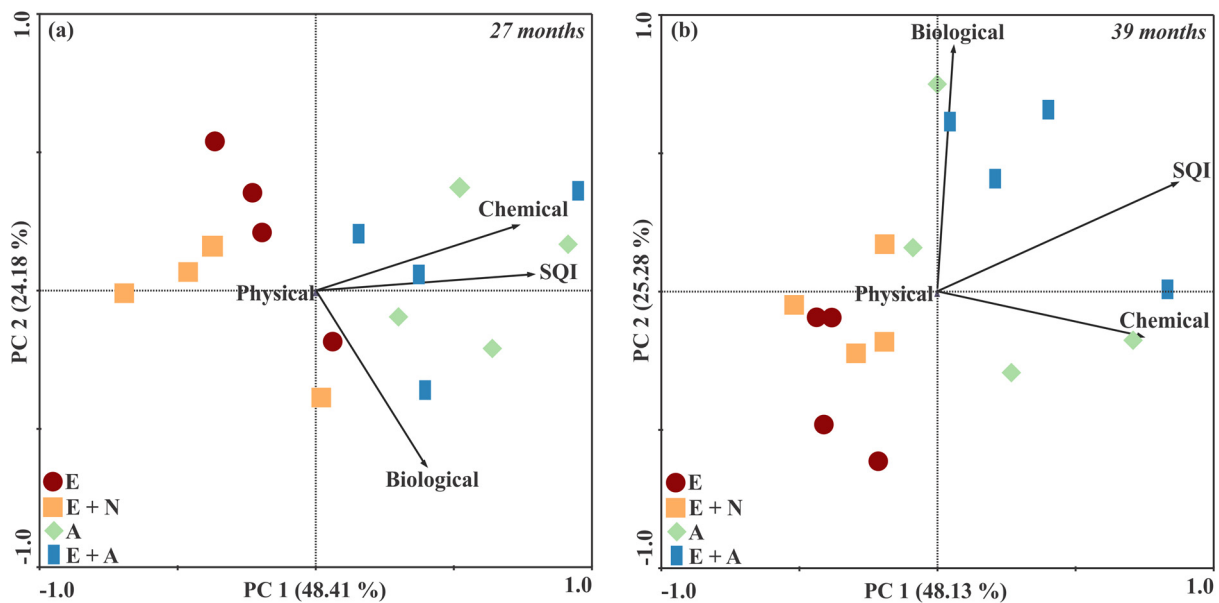 1.0
(a)
27 months
Chemical
SQI
Physical
Biological
PC 2 (24.18 %)
E
E + N
A
E + A
-1.0
-1.0
PC 1 (48.41 %)
1.0
1.0
(b)
Biological
39 months
SQI
Physical
Chemical
PC 2 (25.28 %)
E
E + N
A
E + A
-1.0
-1.0
PC 1 (48.13 %)
1.0